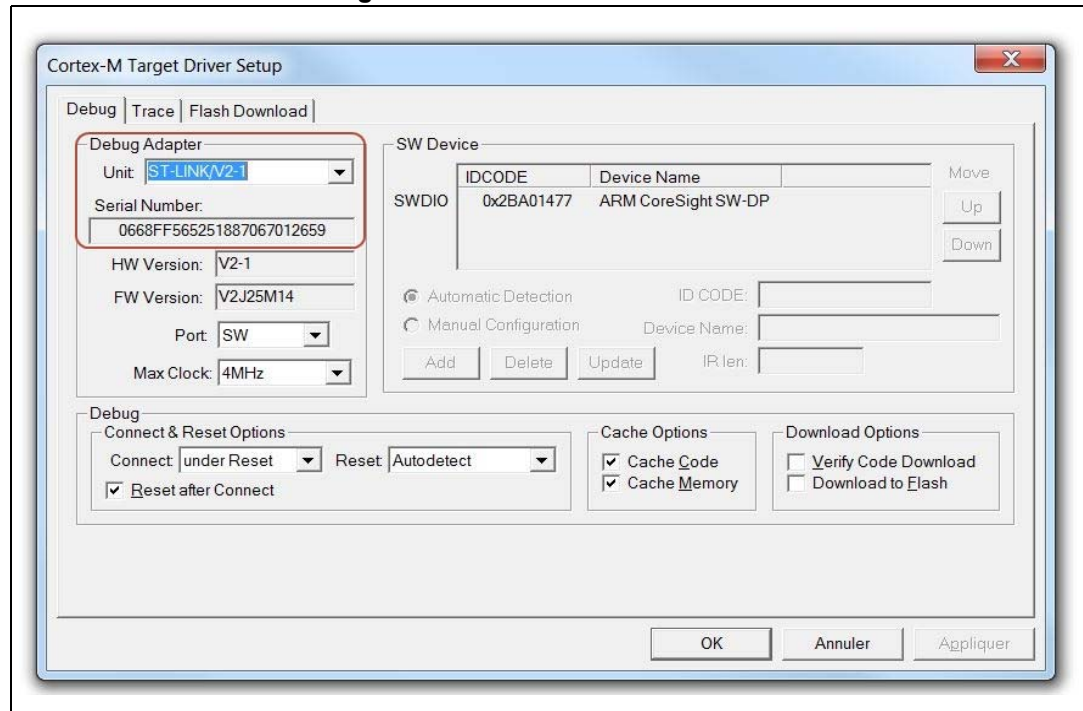 Cortex-M Target Driver Setup
Debug Trace Flash Download
Debug Adapter
Unit: ST-LINK/V2-1
Serial Number:
0668FF565251887067012659
HW Version: V2-1
FW Version: V2J25M14
Port: SW
Max Clock: 4MHz
SW Device
IDCODE Device Name Move
SWDIO 0x2BA01477 ARM CoreSight SW-DP Up
Down
Automatic Detection ID CODE:
Manual Configuration Device Name:
Add Delete Update IR len:
Debug
Connect & Reset Options
Connect: under Reset Reset: Autodetect
Reset after Connect
Cache Options
Cache Code
Cache Memory
Download Options
Verify Code Download
Download to Flash
OK Annuler Appliquer